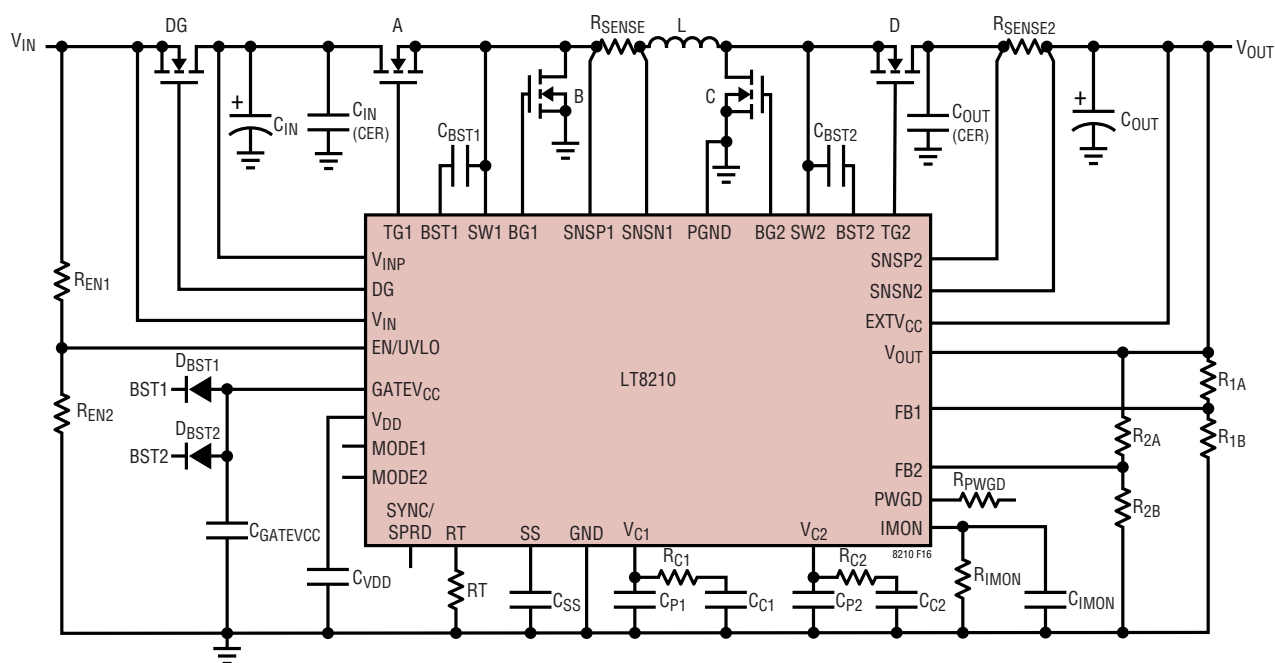 DG
A
RSENSE
L
D
RSENSE2
VIN
VOUT
+
CIN
CIN
(CER)
B
C
COUT
(CER)
+
COUT
CBST1
CBST2
TG1 BST1 SW1 BG1 SNSP1 SNSN1 PGND BG2 SW2 BST2 TG2
VINP
SNSP2
REN1
DG
SNSN2
VIN
EXTVCC
EN/UVLO
VOUT
DBST1
BST1
GATEVCC
LT8210
R1A
REN2
VDD
FB1
DBST2
BST2
MODE1
R2A
R1B
MODE2
FB2
RPWGD
PWGD
R2B
SYNC/
SPRD RT SS GND VC1 VC2 IMON
8210 F16
CGATEVCC
CVDD
RT
CSS
RC1
CP1
CC1
RC2
CP2
CC2
RIMON
CIMON